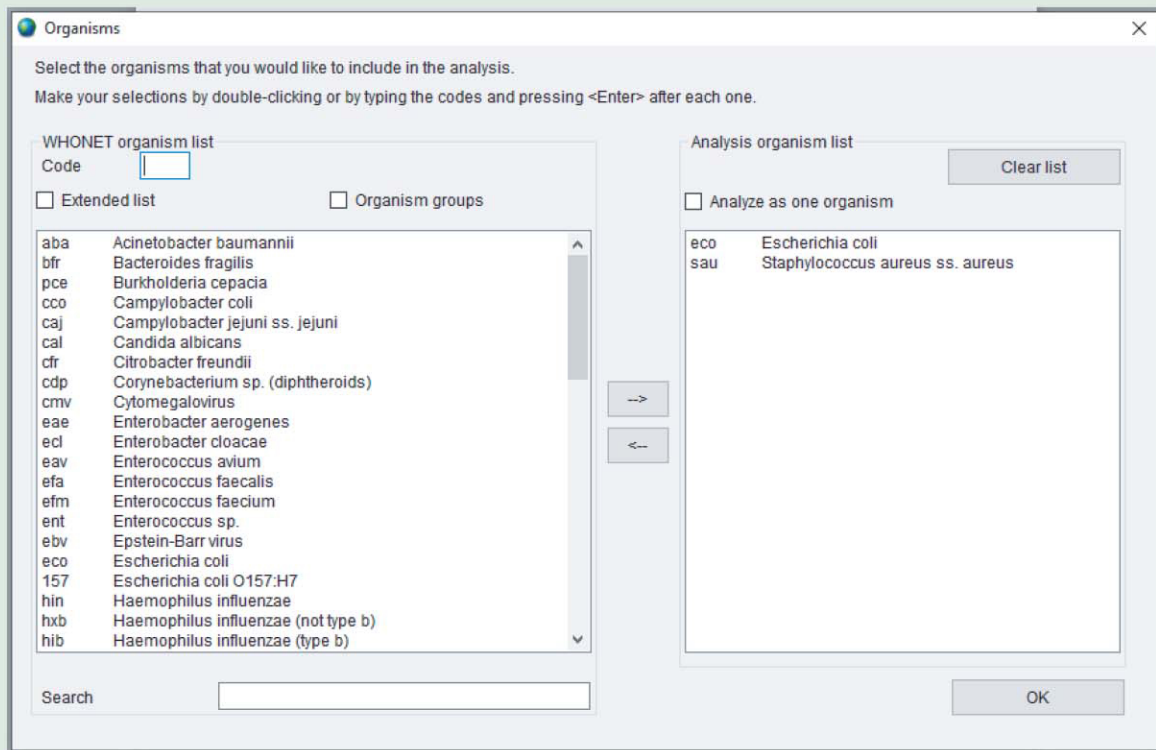 Organisms
Select the organisms that you would like to include in the analysis.
Make your selections by double-clicking or by typing the codes and pressing <Enter> after each one.
WHONET organism list
Code
Extended list
Organism groups
aba Acinetobacter baumannii
bfr Bacteroides fragilis
pce Burkholderia cepacia
cco Campylobacter coli
caj Campylobacter jejuni ss. jejuni
cal Candida albicans
cfr Citrobacter freundii
cdp Corynebacterium sp. (diphtheroids)
cmv Cytomegalovirus
eae Enterobacter aerogenes
ecl Enterobacter cloacae
eav Enterococcus avium
efa Enterococcus faecalis
efm Enterococcus faecium
ent Enterococcus sp.
ebv Epstein-Barr virus
eco Escherichia coli
157 Escherichia coli O157:H7
hin Haemophilus influenzae
hxb Haemophilus influenzae (not type b)
hib Haemophilus influenzae (type b)
Search
-->
<--
Analysis organism list
Clear list
Analyze as one organism
eco Escherichia coli
sau Staphylococcus aureus ss. aureus
OK